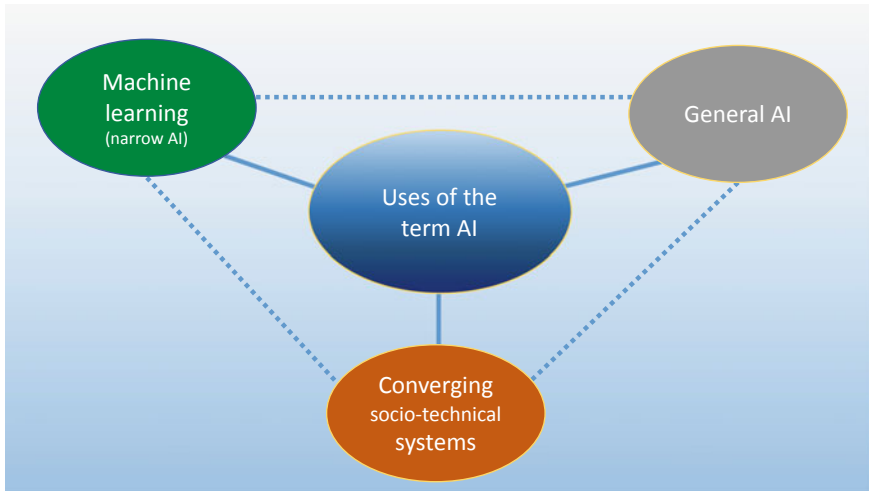 Machine
learning
(narrow AI)
General AI
Uses of the
term AI
Converging
socio-technical
systems